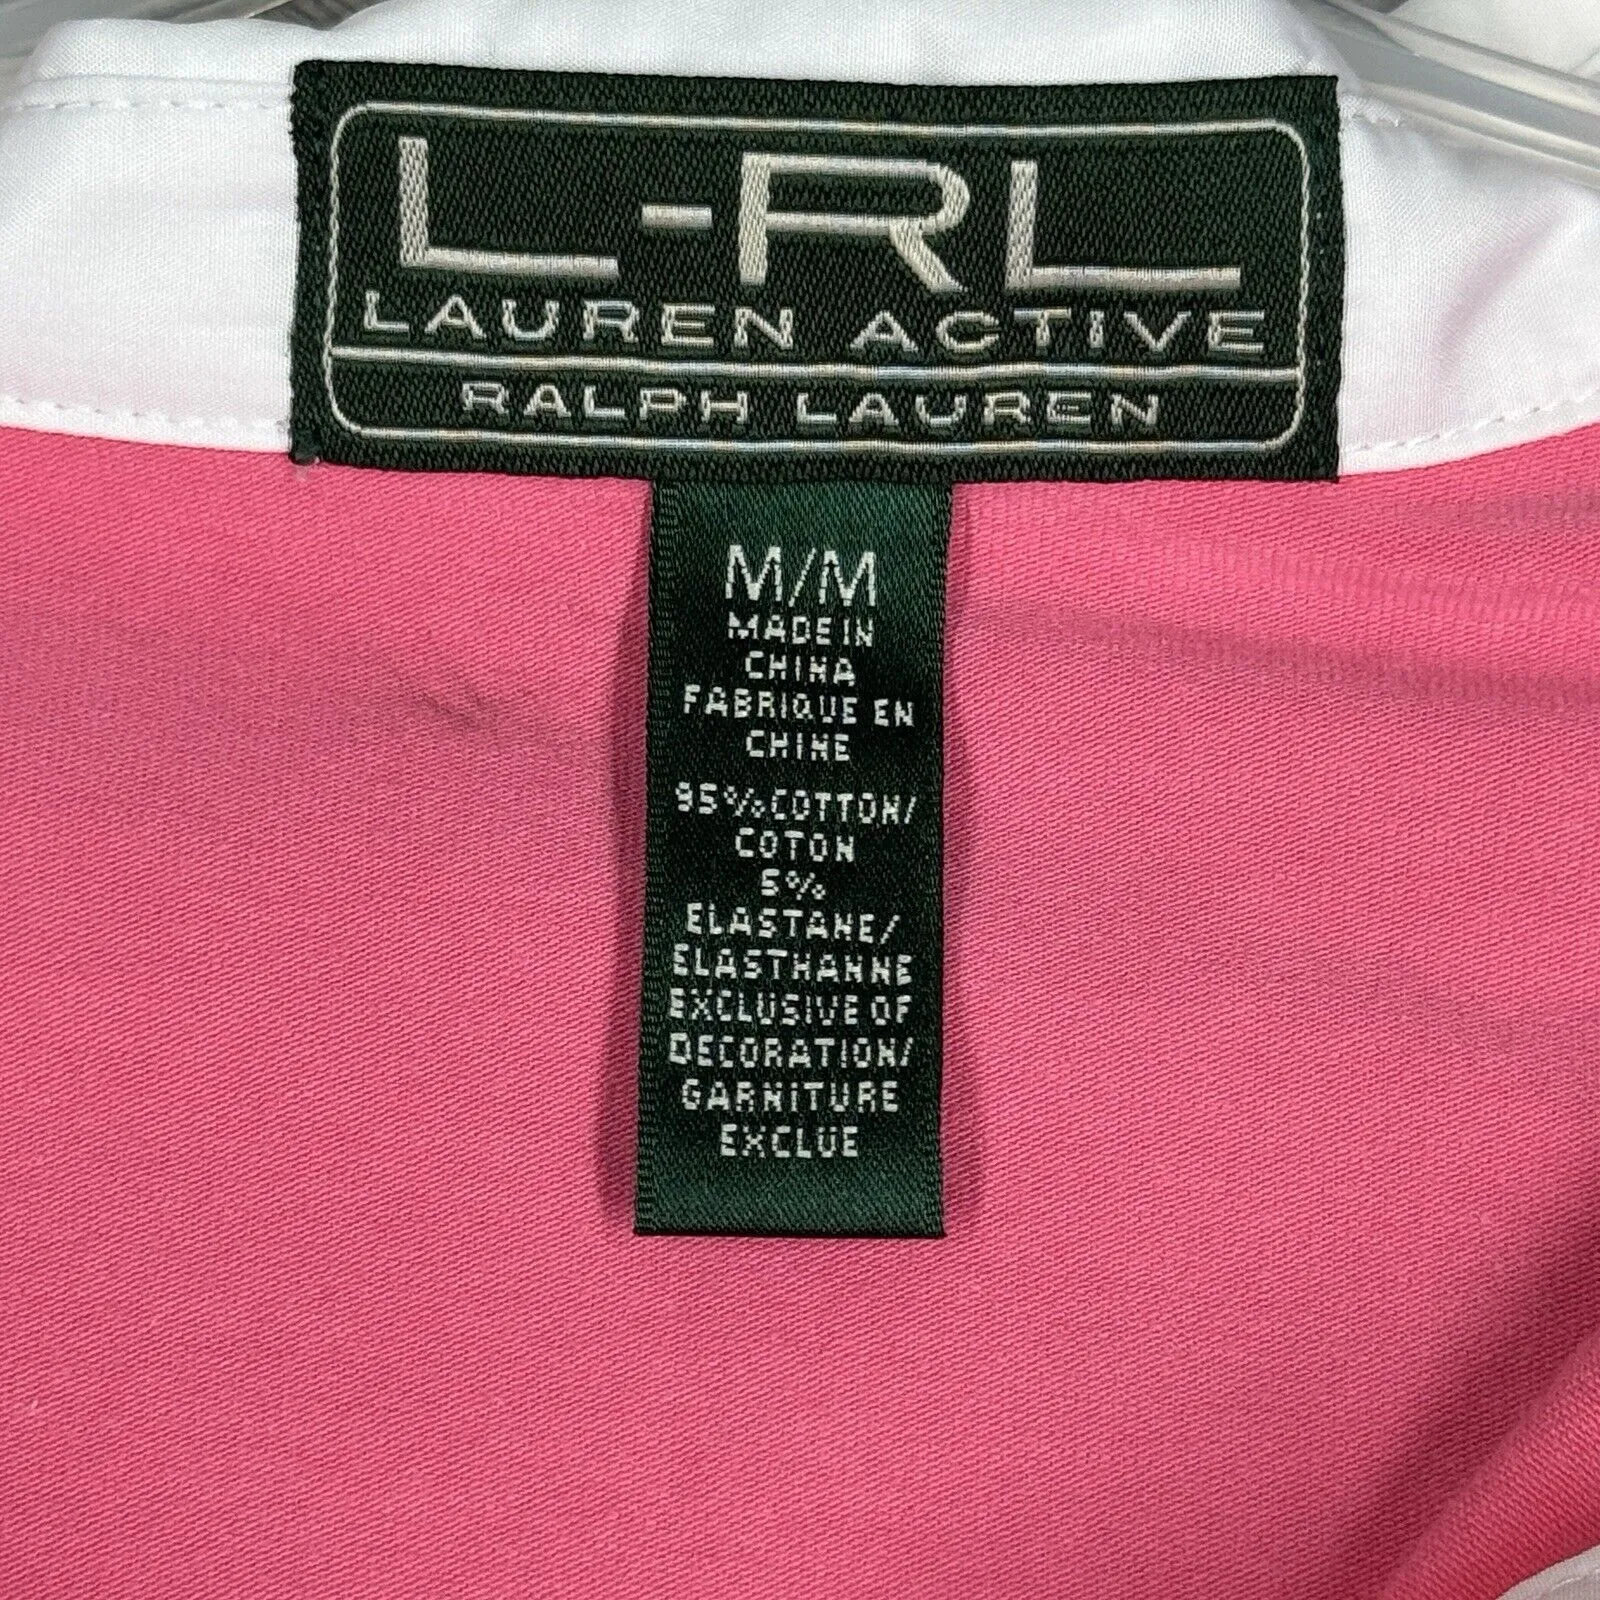 L-RL
LAUREN ACTIVE
RALPH LAUREN
M/M
MADE IN
CHINA
FABRIQUE EN
CHINE
95%COTTON/
COTON
5%
ELASTANE/
ELASTHANNE
EXCLUSIVE OF
DECORATION/
GARNITURE
EXCLUE